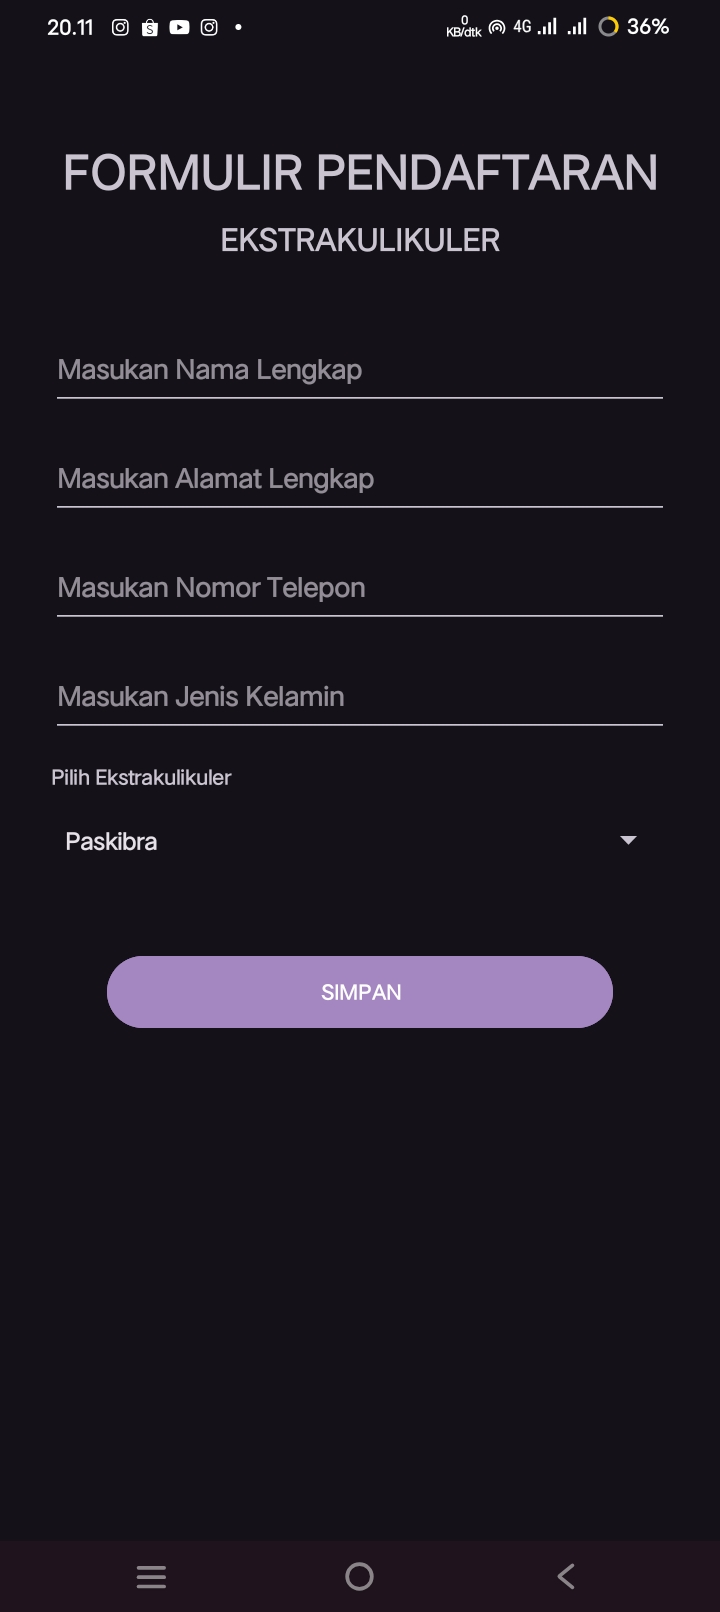 20.11
0
KB/dtk
4G
36%
FORMULIR PENDAFTARAN
EKSTRAKULIKULER
Masukan Nama Lengkap
Masukan Alamat Lengkap
Masukan Nomor Telepon
Masukan Jenis Kelamin
Pilih Ekstrakulikuler
Paskibra
SIMPAN